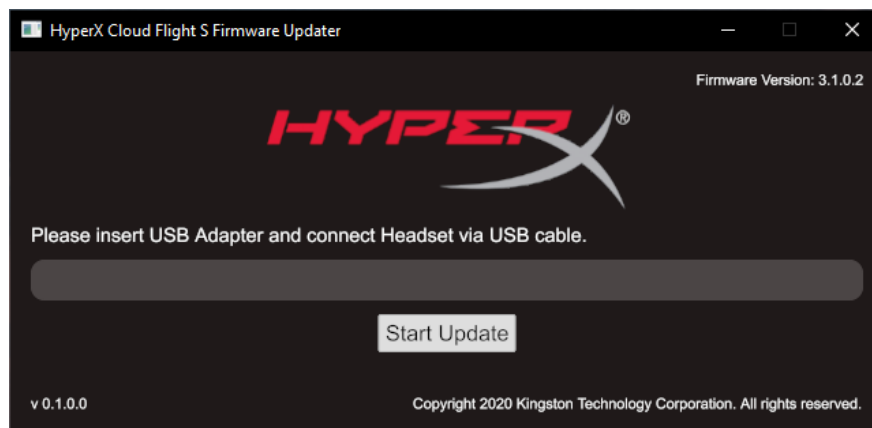 HyperX Cloud Flight S Firmware Updater
Firmware Version: 3.1.0.2
HYPERX®
Please insert USB Adapter and connect Headset via USB cable.
Start Update
v 0.1.0.0
Copyright 2020 Kingston Technology Corporation. All rights reserved.